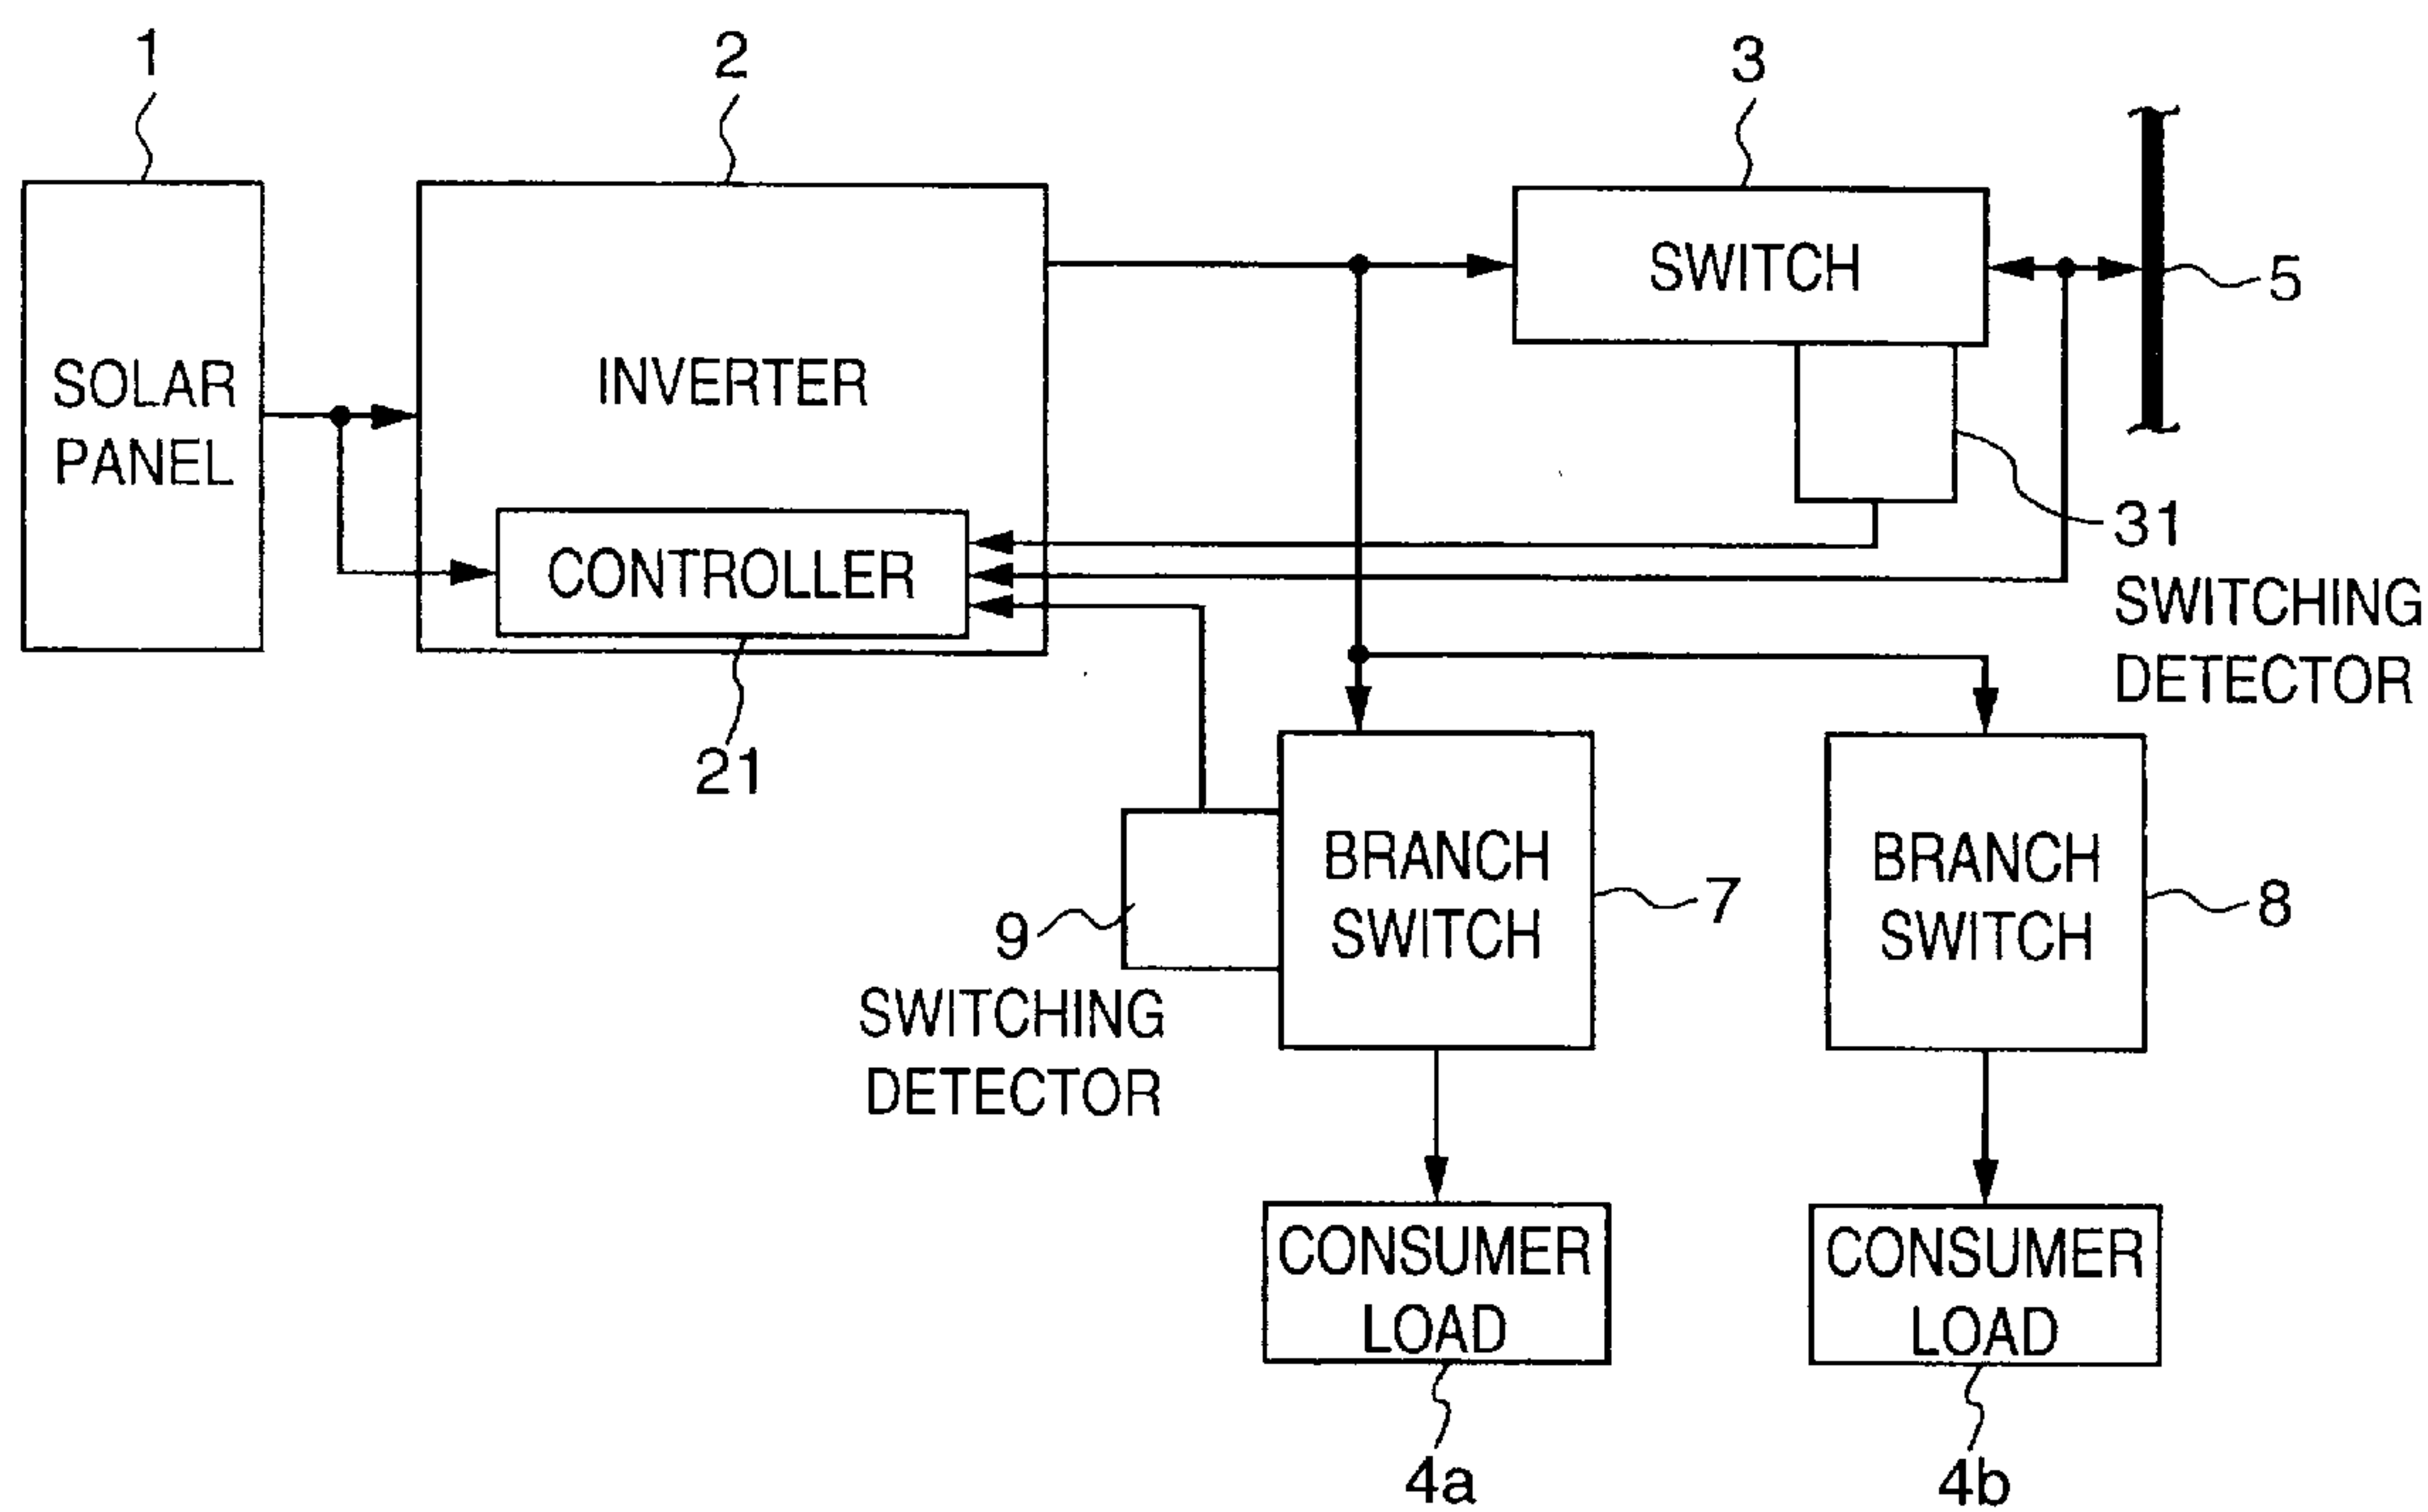 1
2
3
SOLAR
PANEL
INVERTER
SWITCH
5
CONTROLLER
21
31
SWITCHING
DETECTOR
BRANCH
SWITCH
7
BRANCH
SWITCH
8
9
SWITCHING
DETECTOR
CONSUMER
LOAD
4a
CONSUMER
LOAD
4b